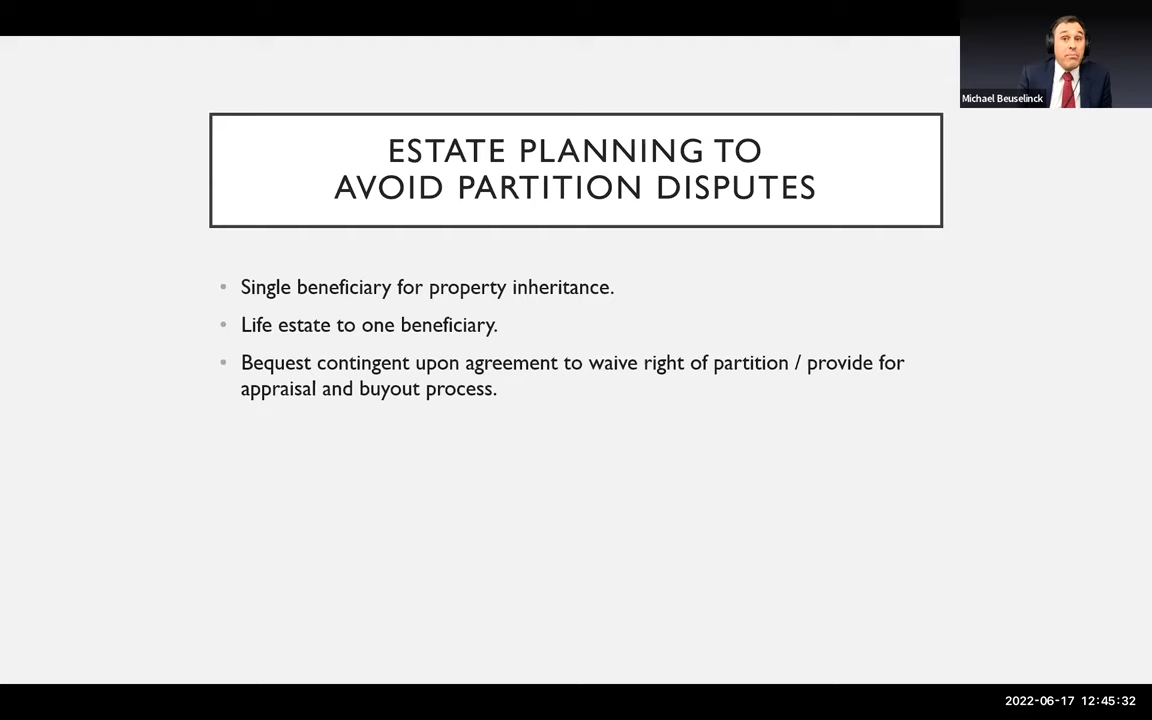 Michael Beuselinck
ESTATE PLANNING TO
AVOID PARTITION DISPUTES
• Single beneficiary for property inheritance.
• Life estate to one beneficiary.
• Bequest contingent upon agreement to waive right of partition / provide for
appraisal and buyout process.
2022-06-17 12:45:32